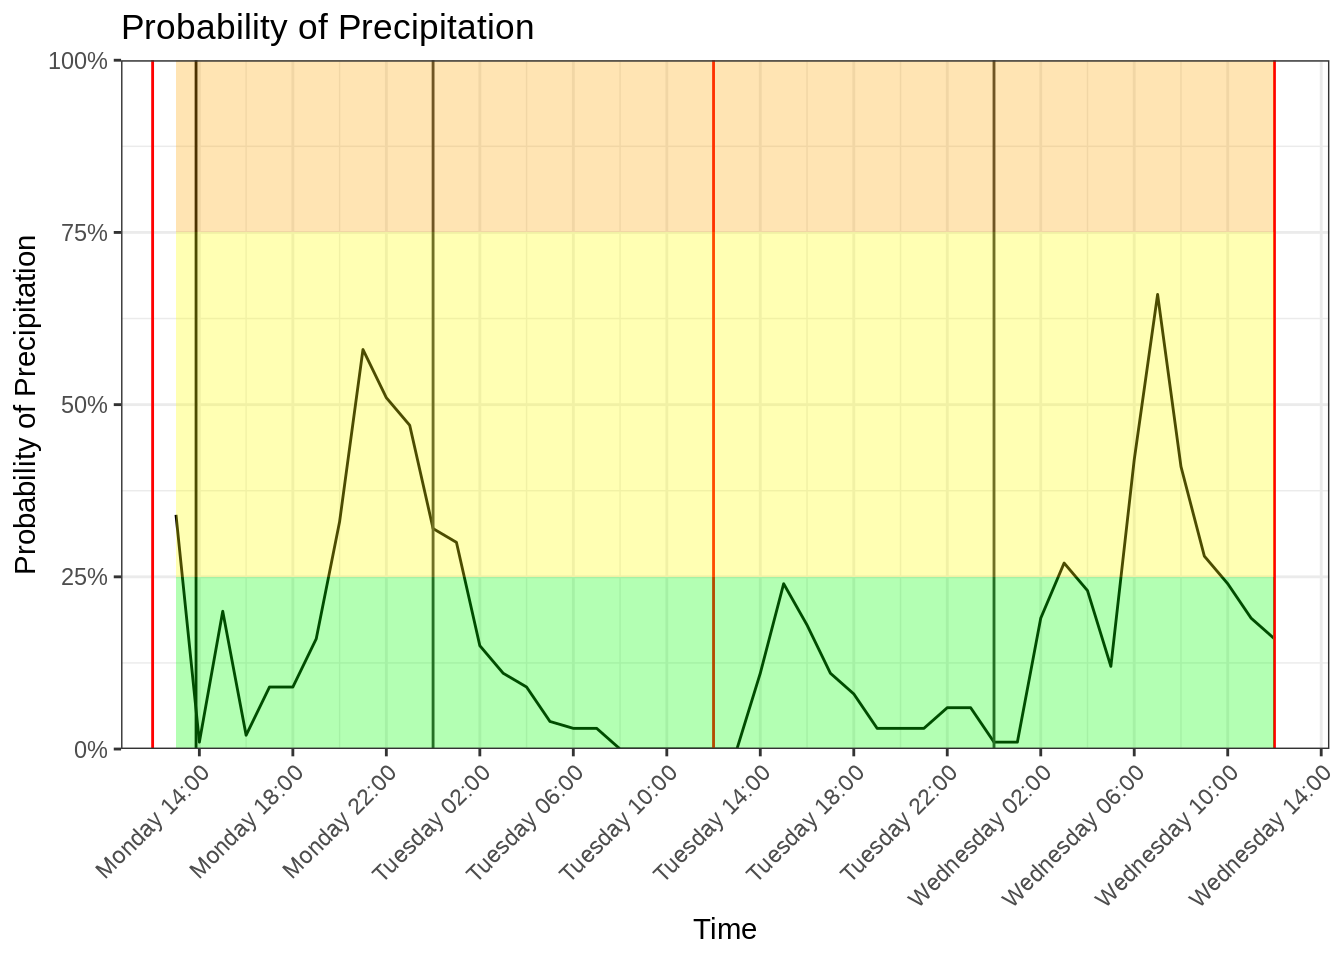 Probability of Precipitation
Probability of Precipitation
100%
75%
50%
25%
0%
Monday 14:00
Monday 18:00
Monday 22:00
Tuesday 02:00
Tuesday 06:00
Tuesday 10:00
Tuesday 14:00
Tuesday 18:00
Tuesday 22:00
Wednesday 02:00
Wednesday 06:00
Wednesday 10:00
Wednesday 14:00
Time